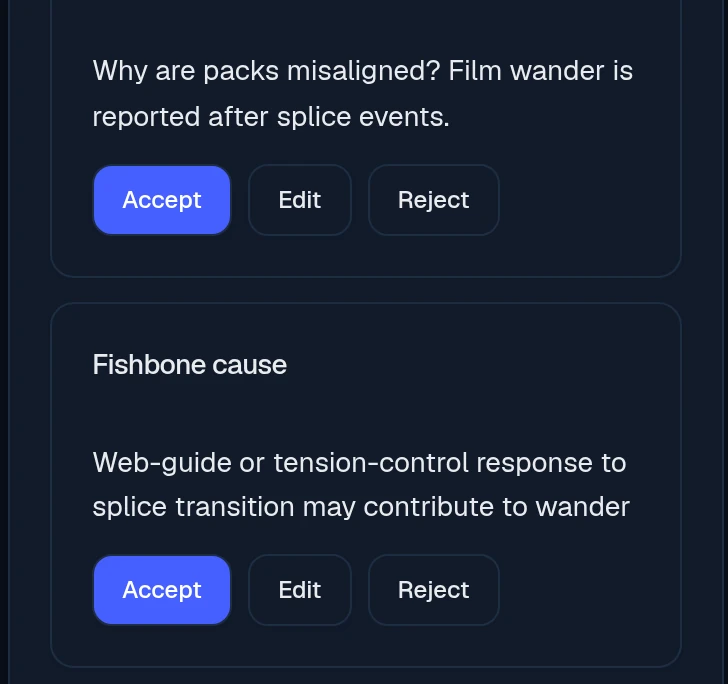 Why are packs misaligned? Film wander is
reported after splice events.
Accept Edit Reject
Fishbone cause
Web-guide or tension-control response to
splice transition may contribute to wander
Accept Edit Reject